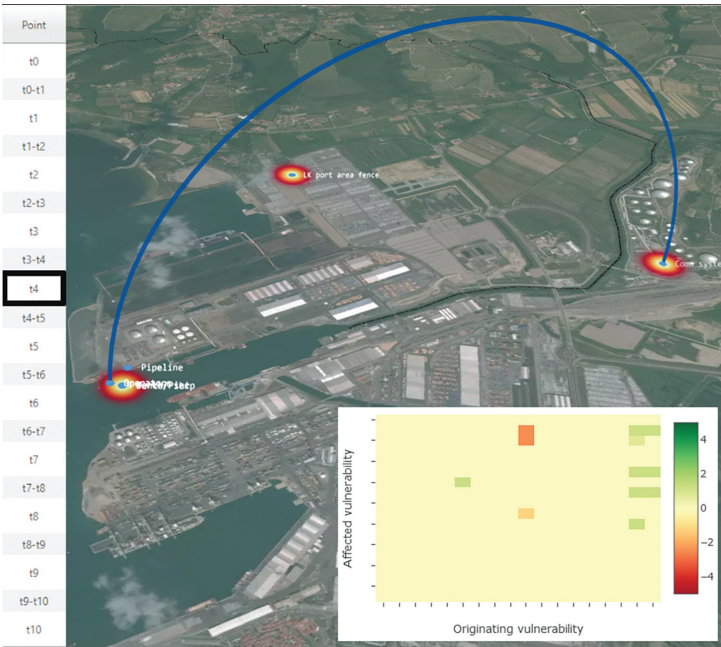 Point
t0
t0-t1
t1
t1-t2
t2
t2-t3
t3
t3-t4
t4
t4-t5
t5
t5-t6
t6
t6-t7
t7
t7-t8
t8
t8-t9
t9
t9-t10
t10
LK port area fence
Comm Syste
Pipeline
Affected vulnerability
Originating vulnerability
4
2
0
−2
−4